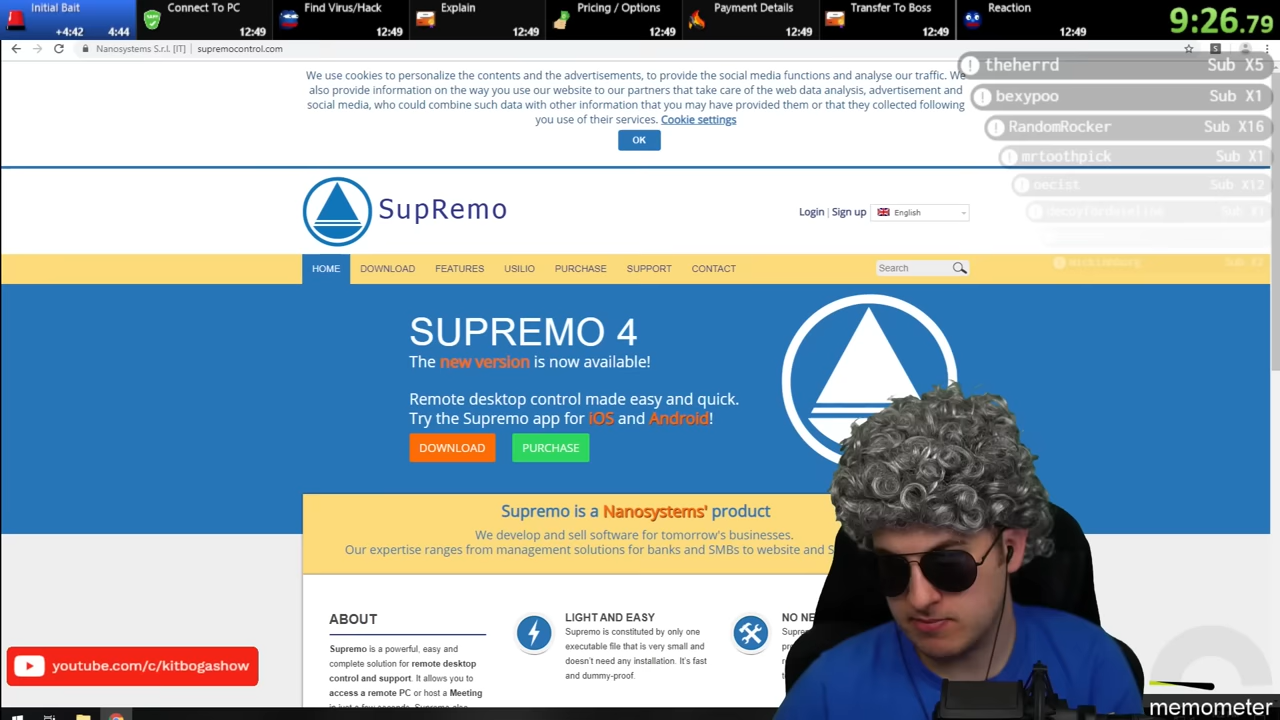 Initial Bait
+4:42 4:44
Connect To PC
12:49
Find Virus/Hack
12:49
Explain
12:49
Pricing / Options
12:49
Payment Details
12:49
Transfer To Boss
12:49
Reaction
12:49
9:26.79
Nanosystems S.r.l. [IT] | supremocontrol.com
We use cookies to personalize the contents and the advertisements, to provide the social media functions and analyse our traffic. We
also provide information on the way you use our website to our partners that take care of the web data analysis, advertisement and
social media, who could combine such data with other information that you may have provided them or that they collected following
you use of their services. Cookie settings
OK
theherrd Sub X5
bexypoo Sub X1
RandomRocker Sub X16
mrtoothpick Sub X1
oecist Sub X12
SupRemo
Login | Sign up English
HOME DOWNLOAD FEATURES USILIO PURCHASE SUPPORT CONTACT Search
SUPREMO 4
The new version is now available!
Remote desktop control made easy and quick.
Try the Supremo app for iOS and Android!
DOWNLOAD PURCHASE
Supremo is a Nanosystems' product
We develop and sell software for tomorrow's businesses.
Our expertise ranges from management solutions for banks and SMBs to website and
ABOUT
Supremo is a powerful, easy and
complete solution for remote desktop
control and support. It allows you to
access a remote PC or host a Meeting
in just a few seconds. Supremo also
LIGHT AND EASY
Supremo is constituted by only one
executable file that is very small and
doesn't need any installation. It's fast
and dummy-proof.
NO NE
youtube.com/c/kitbogashow
memometer